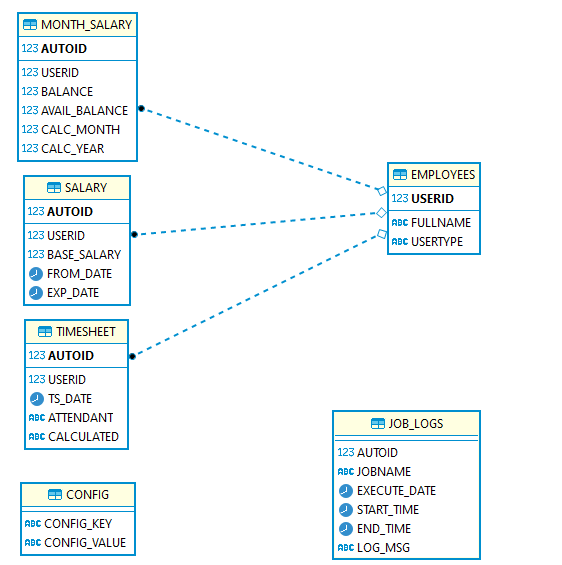 MONTH_SALARY
123 AUTOID
123 USERID
123 BALANCE
123 AVAIL_BALANCE
123 CALC_MONTH
123 CALC_YEAR
SALARY
123 AUTOID
123 USERID
123 BASE_SALARY
FROM_DATE
EXP_DATE
TIMESHEET
123 AUTOID
123 USERID
TS_DATE
ABC ATTENDANT
ABC CALCULATED
CONFIG
ABC CONFIG_KEY
ABC CONFIG_VALUE
EMPLOYEES
123 USERID
ABC FULLNAME
ABC USERTYPE
JOB_LOGS
123 AUTOID
ABC JOBNAME
EXECUTE_DATE
START_TIME
END_TIME
ABC LOG_MSG